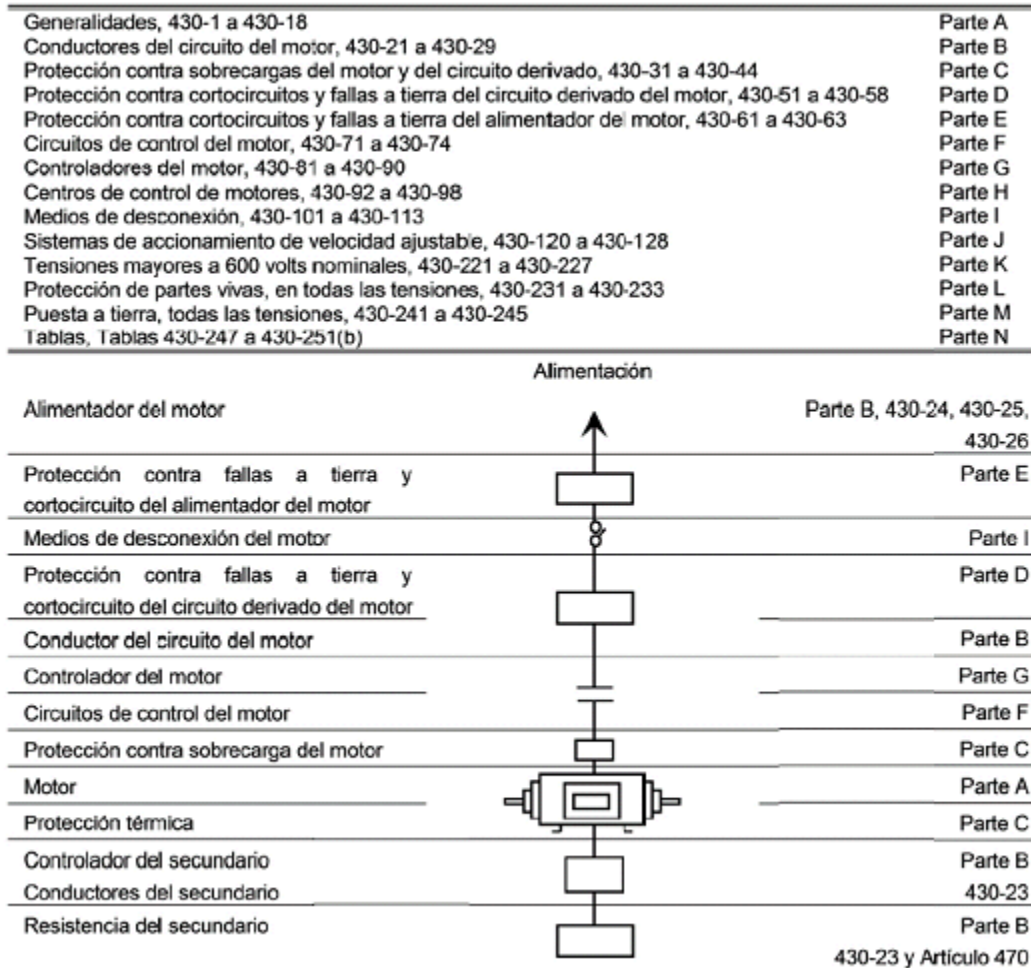 Generalidades, 430-1 a 430-18 Parte A
Conductores del circuito del motor, 430-21 a 430-29 Parte B
Protección contra sobrecargas del motor y del circuito derivado, 430-31 a 430-44 Parte C
Protección contra cortocircuitos y fallas a tierra del circuito derivado del motor, 430-51 a 430-58 Parte D
Protección contra cortocircuitos y fallas a tierra del alimentador del motor, 430-61 a 430-63 Parte E
Circuitos de control del motor, 430-71 a 430-74 Parte F
Controladores del motor, 430-81 a 430-90 Parte G
Centros de control de motores, 430-92 a 430-98 Parte H
Medios de desconexión, 430-101 a 430-113 Parte I
Sistemas de accionamiento de velocidad ajustable, 430-120 a 430-128 Parte J
Tensiones mayores a 600 volts nominales, 430-221 a 430-227 Parte K
Protección de partes vivas, en todas las tensiones, 430-231 a 430-233 Parte L
Puesta a tierra, todas las tensiones, 430-241 a 430-245 Parte M
Tablas, Tablas 430-247 a 430-251(b) Parte N
Alimentación
Alimentador del motor Parte B, 430-24, 430-25,
430-26
Protección contra fallas a tierra y Parte E
cortocircuito del alimentador del motor
Medios de desconexión del motor Parte I
Protección contra fallas a tierra y Parte D
cortocircuito del circuito derivado del motor
Conductor del circuito del motor Parte B
Controlador del motor Parte G
Circuitos de control del motor Parte F
Protección contra sobrecarga del motor Parte C
Motor Parte A
Protección térmica Parte C
Controlador del secundario Parte B
Conductores del secundario 430-23
Resistencia del secundario Parte B
430-23 y Artículo 470